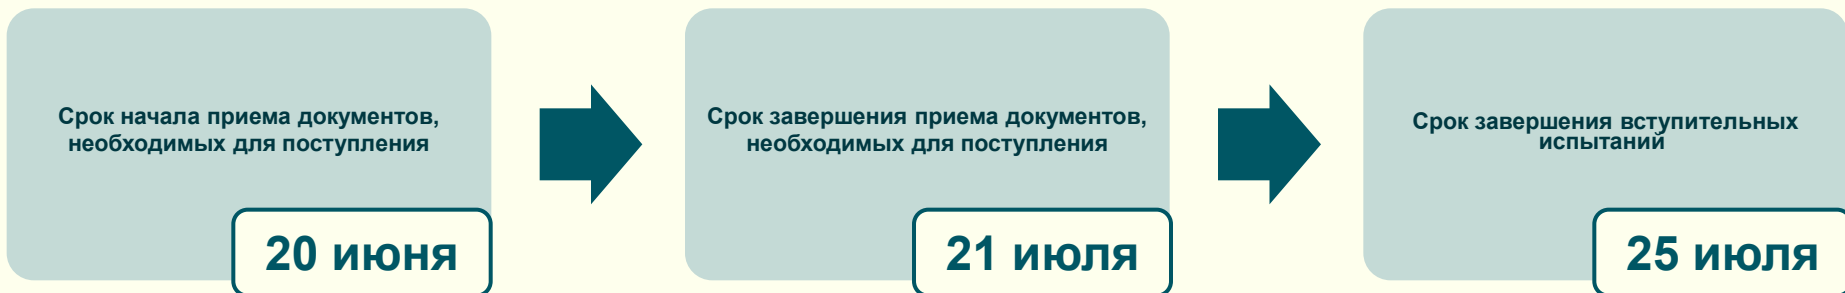 Срок начала приема документов,
необходимых для поступления
20 июня
Срок завершения приема документов,
необходимых для поступления
21 июля
Срок завершения вступительных
испытаний
25 июля